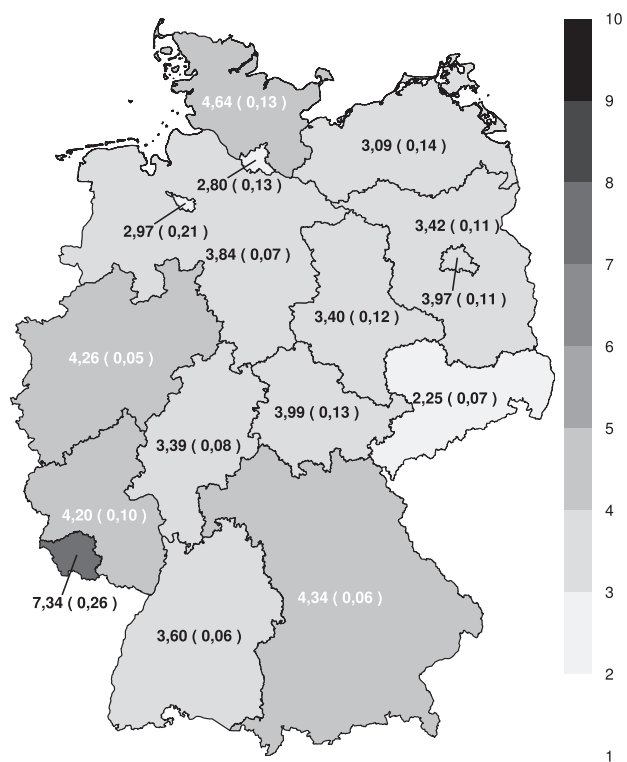 10
9
8
7
6
5
4
3
2
1
4,64 ( 0,13 )
3,09 ( 0,14 )
2,80 ( 0,13 )
2,97 ( 0,21 )
3,42 ( 0,11 )
3,84 ( 0,07 )
3,97 ( 0,11 )
3,40 ( 0,12 )
4,26 ( 0,05 )
2,25 ( 0,07 )
3,99 ( 0,13 )
3,39 ( 0,08 )
4,20 ( 0,10 )
7,34 ( 0,26 )
4,34 ( 0,06 )
3,60 ( 0,06 )